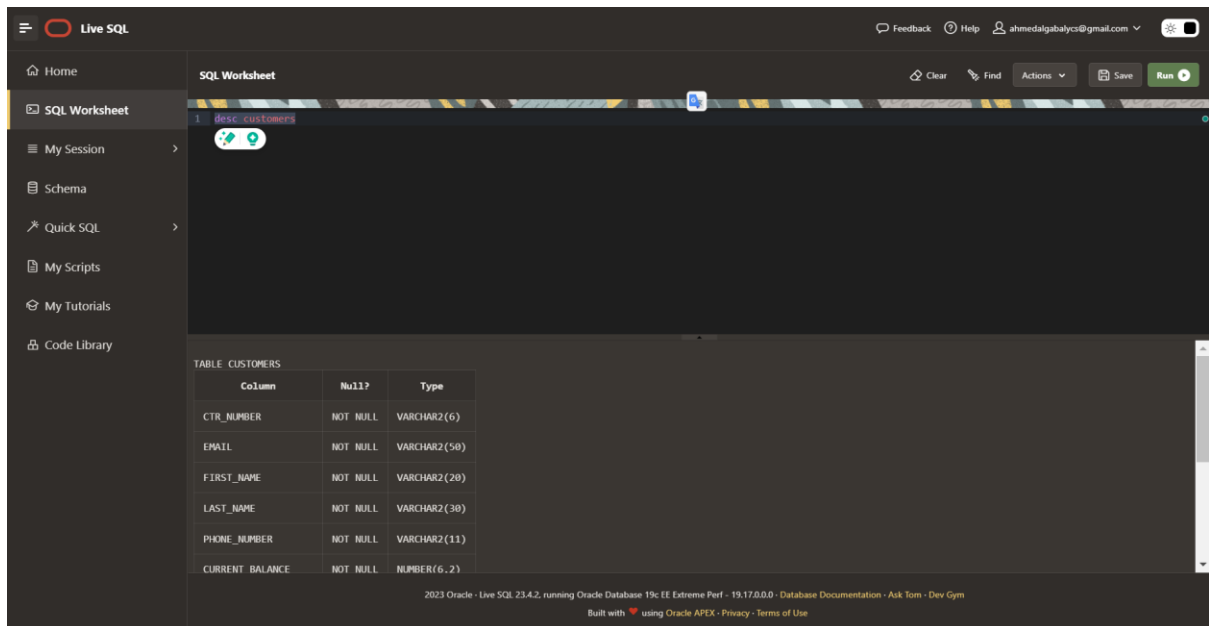 Live SQL
Feedback Help ahmedalgabalycs@gmail.com
Home
SQL Worksheet
My Session
Schema
Quick SQL
My Scripts
My Tutorials
Code Library
SQL Worksheet
Clear Find Actions Save Run
1 desc customers
TABLE CUSTOMERS
Column Null? Type
CTR_NUMBER NOT NULL VARCHAR2(6)
EMAIL NOT NULL VARCHAR2(50)
FIRST_NAME NOT NULL VARCHAR2(20)
LAST_NAME NOT NULL VARCHAR2(30)
PHONE_NUMBER NOT NULL VARCHAR2(11)
CURRENT_BALANCE NOT NULL NUMBER(6,2)
2023 Oracle - Live SQL 23.4.2, running Oracle Database 19c EE Extreme Perf - 19.17.0.0.0 - Database Documentation - Ask Tom - Dev Gym
Built with ♥ using Oracle APEX - Privacy - Terms of Use